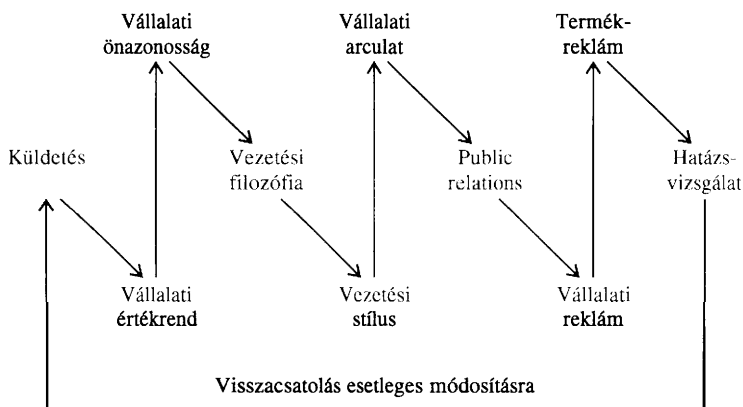 Vállalati
önazonosság
Vállalati
arculat
Termék-
reklám
Küldetés
Vezetési
filozófia
Public
relations
Hatázs-
vizsgálat
Vállalati
értékrend
Vezetési
stílus
Vállalati
reklám
Visszacsatolás esetleges módosításra